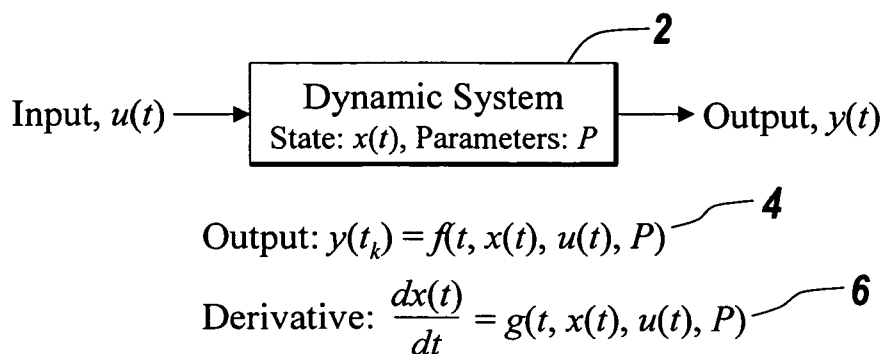 2
Input, u(t)
Dynamic System
State: x(t), Parameters: P
Output, y(t)
Output: y(t_k) = f(t, x(t), u(t), P)
4
Derivative: dx(t)/dt = g(t, x(t), u(t), P)
6